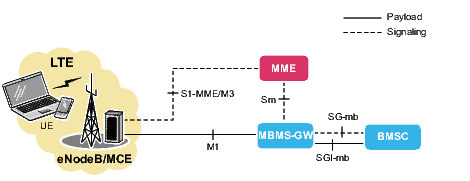 Payload
Signaling
LTE
MME
S1-MME/M3
Sm
UE
SG-mb
MBMS-GW
BMSC
M1
SGI-mb
eNodeB/MCE